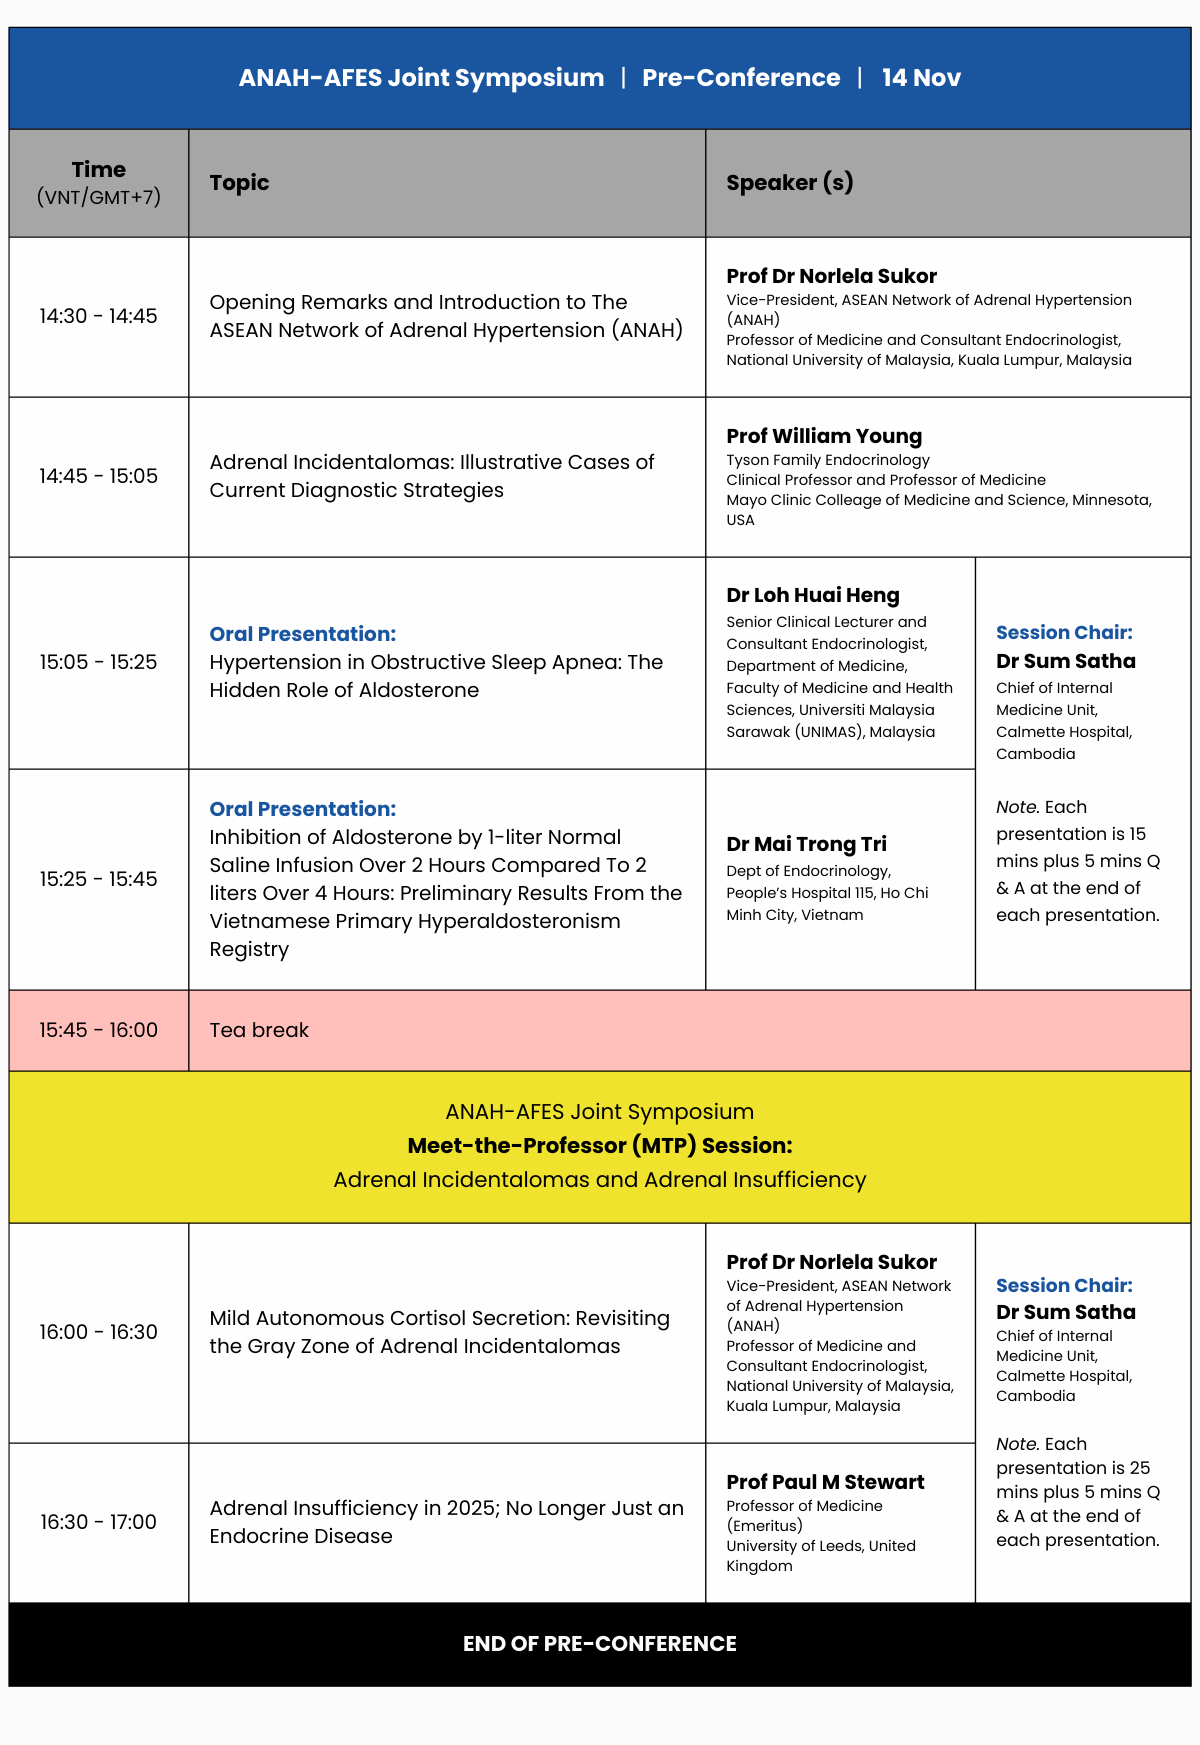 ANAH-AFES Joint Symposium | Pre-Conference | 14 Nov
Time
(VNT/GMT+7)
Topic
Speaker (s)
14:30 - 14:45
Opening Remarks and Introduction to The
ASEAN Network of Adrenal Hypertension (ANAH)
Prof Dr Norlela Sukor
Vice-President, ASEAN Network of Adrenal Hypertension
(ANAH)
Professor of Medicine and Consultant Endocrinologist,
National University of Malaysia, Kuala Lumpur, Malaysia
14:45 - 15:05
Adrenal Incidentalomas: Illustrative Cases of
Current Diagnostic Strategies
Prof William Young
Tyson Family Endocrinology
Clinical Professor and Professor of Medicine
Mayo Clinic Colleage of Medicine and Science, Minnesota,
USA
15:05 - 15:25
Oral Presentation:
Hypertension in Obstructive Sleep Apnea: The
Hidden Role of Aldosterone
Dr Loh Huai Heng
Senior Clinical Lecturer and
Consultant Endocrinologist,
Department of Medicine,
Faculty of Medicine and Health
Sciences, Universiti Malaysia
Sarawak (UNIMAS), Malaysia
Session Chair:
Dr Sum Satha
Chief of Internal
Medicine Unit,
Calmette Hospital,
Cambodia
Note. Each
presentation is 15
mins plus 5 mins Q
& A at the end of
each presentation.
15:25 - 15:45
Oral Presentation:
Inhibition of Aldosterone by 1-liter Normal
Saline Infusion Over 2 Hours Compared To 2
liters Over 4 Hours: Preliminary Results From the
Vietnamese Primary Hyperaldosteronism
Registry
Dr Mai Trong Tri
Dept of Endocrinology,
People’s Hospital 115, Ho Chi
Minh City, Vietnam
15:45 - 16:00
Tea break
ANAH-AFES Joint Symposium
Meet-the-Professor (MTP) Session:
Adrenal Incidentalomas and Adrenal Insufficiency
16:00 - 16:30
Mild Autonomous Cortisol Secretion: Revisiting
the Gray Zone of Adrenal Incidentalomas
Prof Dr Norlela Sukor
Vice-President, ASEAN Network
of Adrenal Hypertension
(ANAH)
Professor of Medicine and
Consultant Endocrinologist,
National University of Malaysia,
Kuala Lumpur, Malaysia
Session Chair:
Dr Sum Satha
Chief of Internal
Medicine Unit,
Calmette Hospital,
Cambodia
Note. Each
presentation is 25
mins plus 5 mins Q
& A at the end of
each presentation.
16:30 - 17:00
Adrenal Insufficiency in 2025; No Longer Just an
Endocrine Disease
Prof Paul M Stewart
Professor of Medicine
(Emeritus)
University of Leeds, United
Kingdom
END OF PRE-CONFERENCE